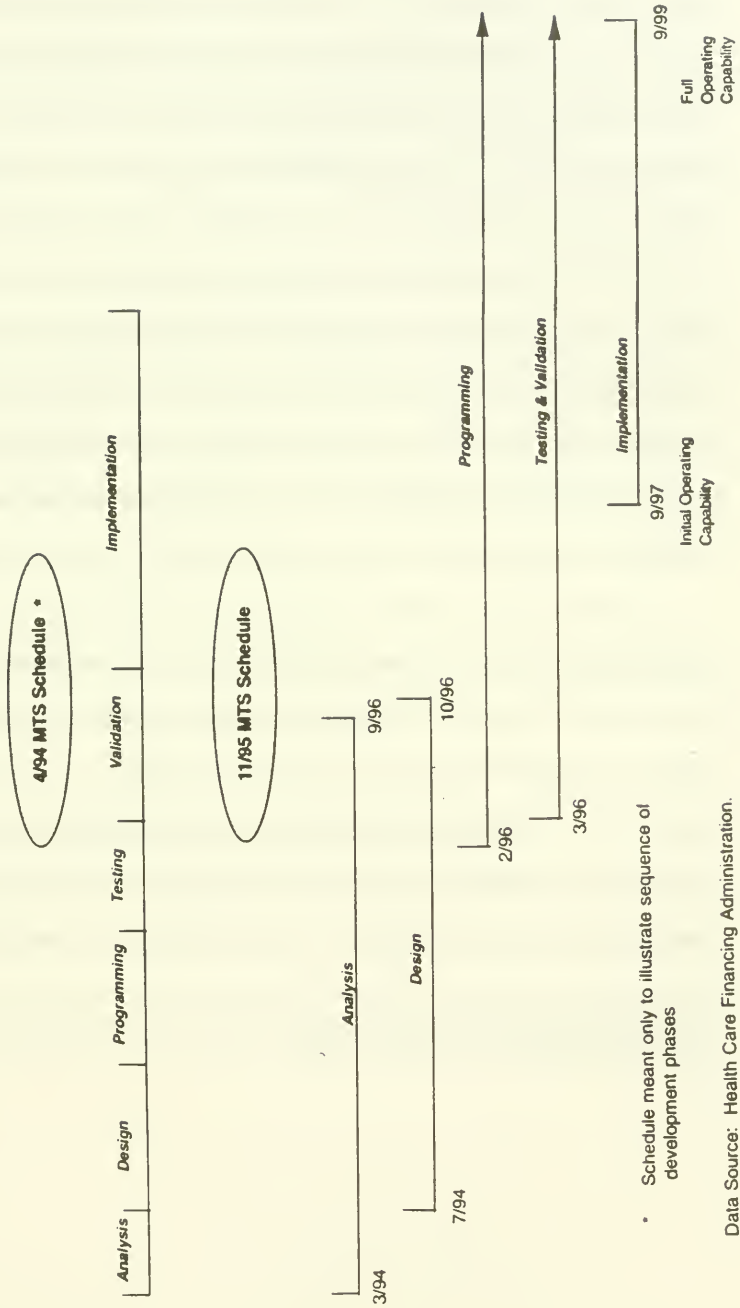 4/94 MTS Schedule *
Analysis Design Programming Testing Validation Implementation
11/95 MTS Schedule
Analysis
3/94 9/96
Design
7/94 10/96
Programming
2/96
Testing & Validation
3/96
Implementation
9/97 9/99
Initial Operating
Capability
Full
Operating
Capability
* Schedule meant only to illustrate sequence of
development phases
Data Source: Health Care Financing Administration.